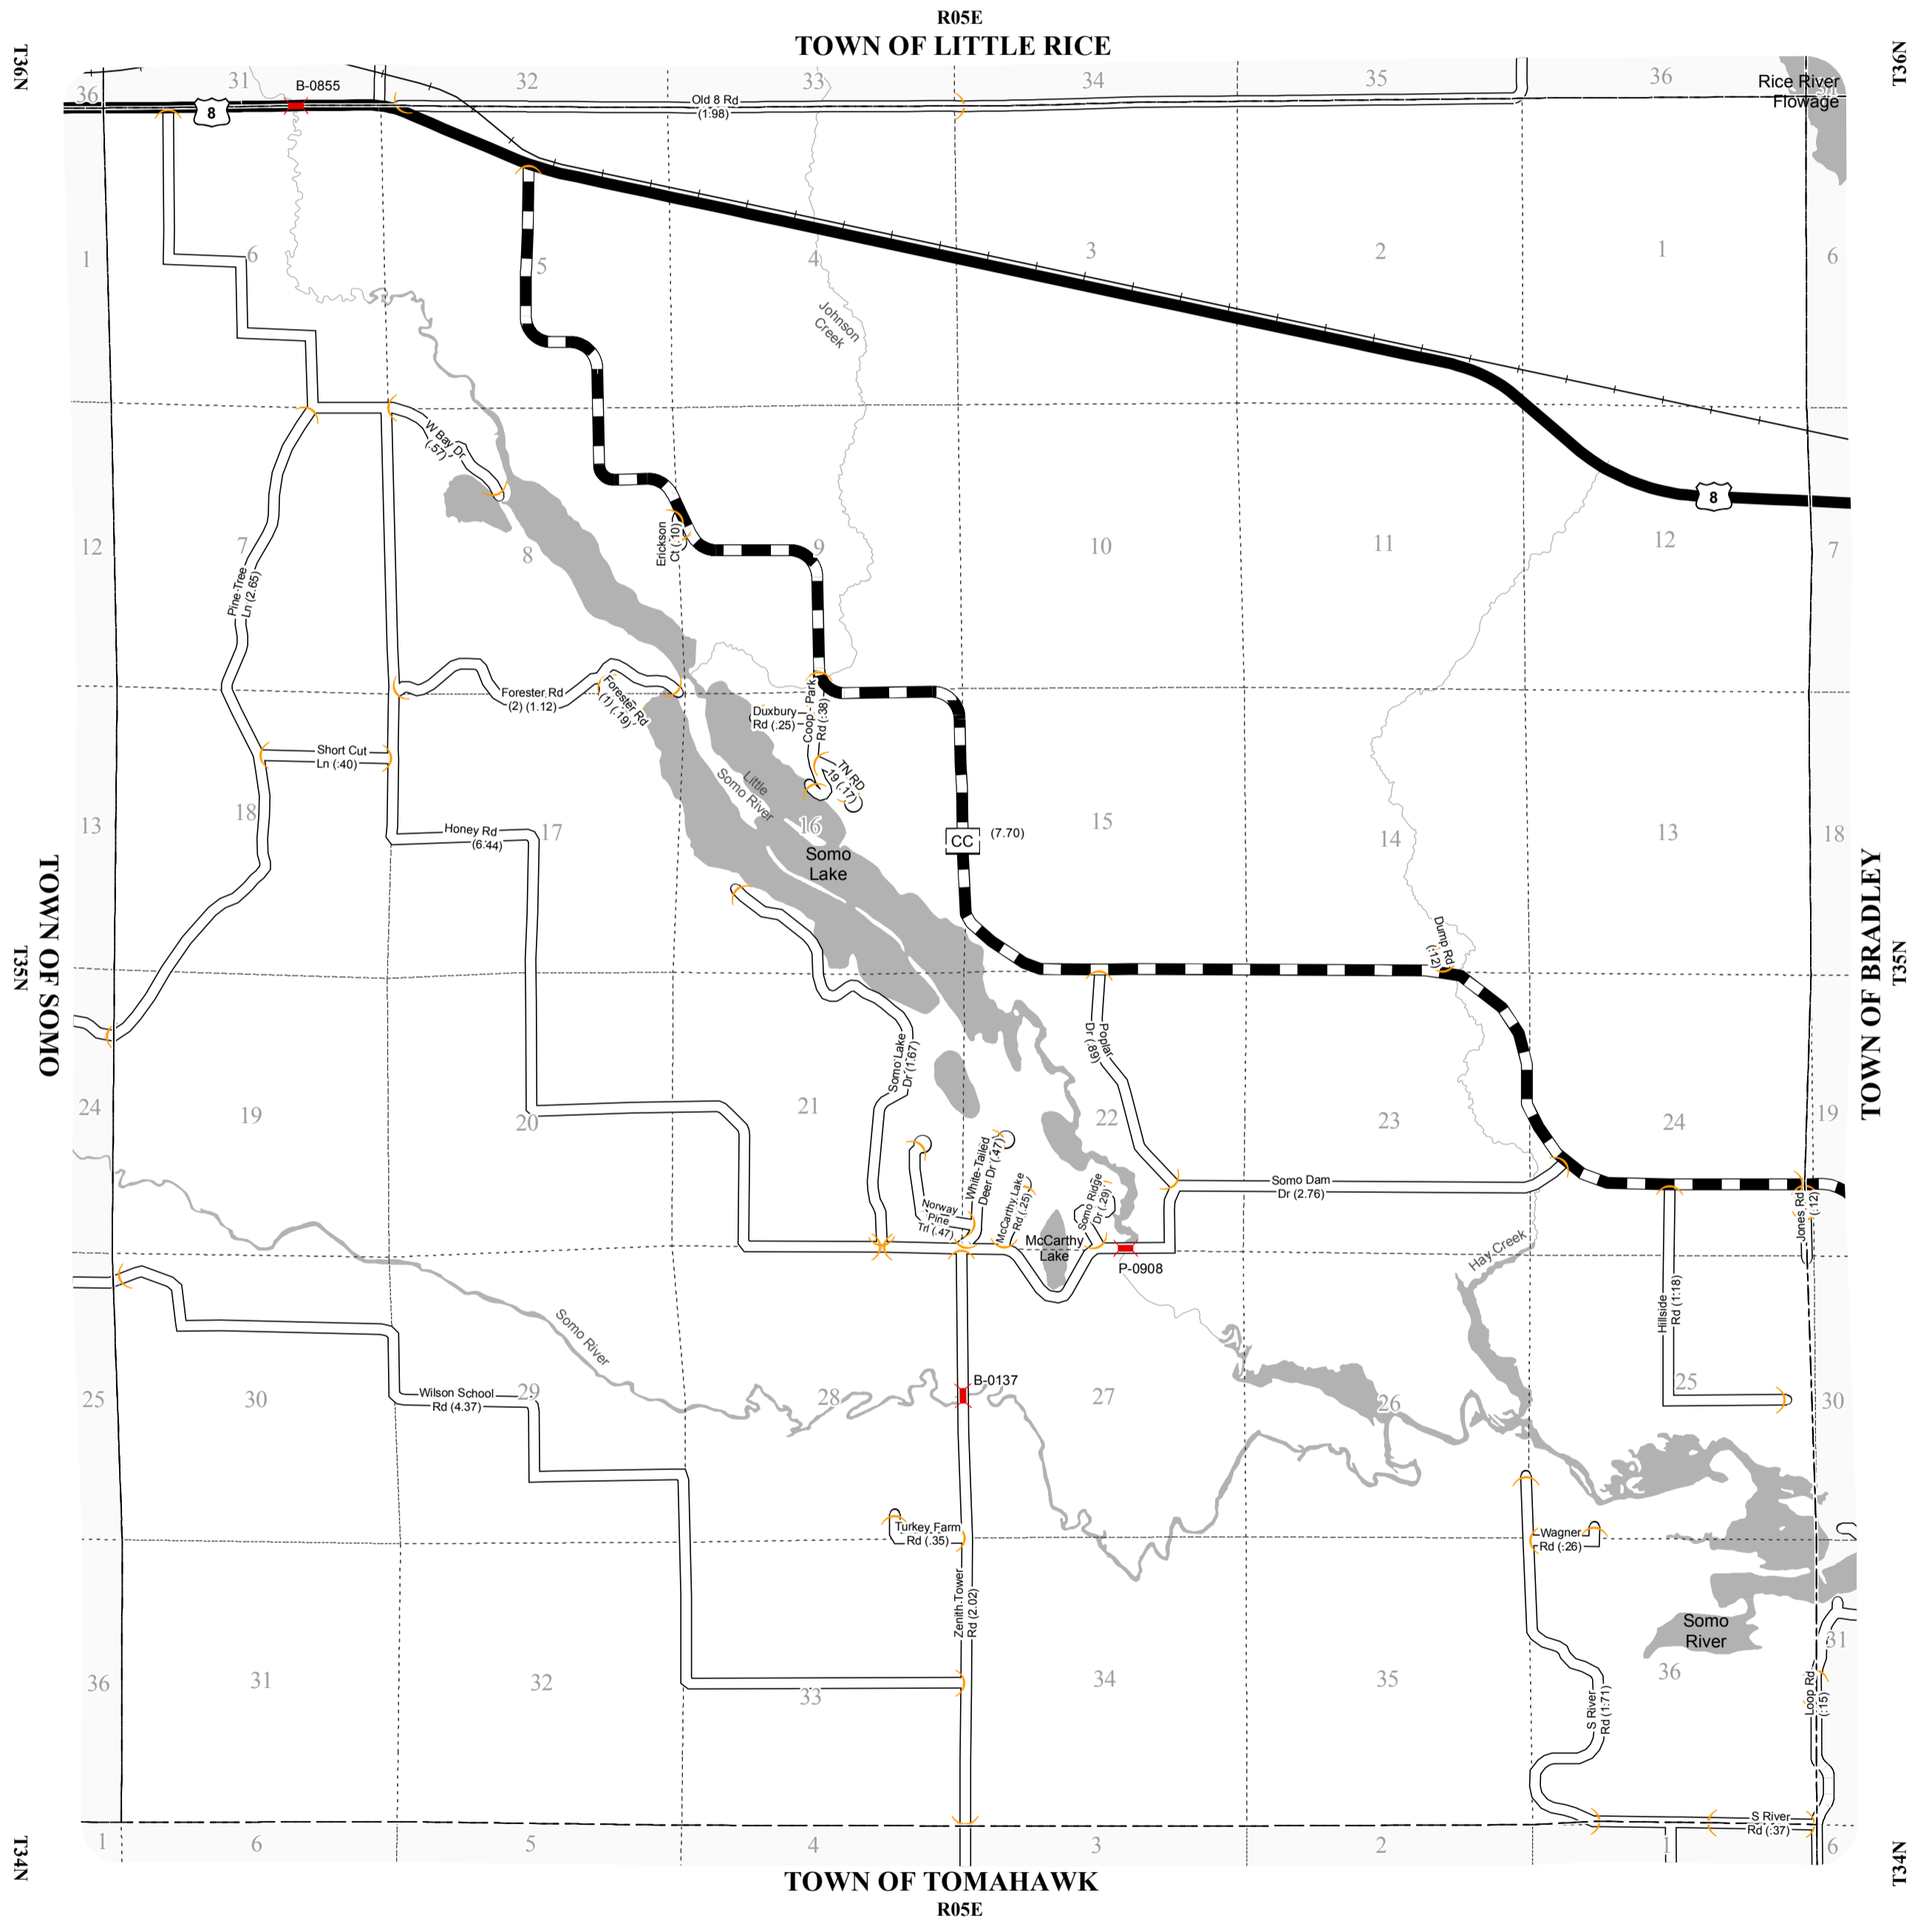 R05E
TOWN OF LITTLE RICE
T36N
T36N
36
31
32
33
34
35
36
31
Rice River
Flowage
B-0855
8
Old 8 Rd
(1.98)
1
6
5
4
3
2
1
6
Johnson
Creek
W Bay Dr
(.57)
8
12
7
8
9
10
11
12
7
Erickson
Ct (.10)
Pine-Tree
Ln (2.65)
Forester Rd
(2) (1.12)
Forester Rd
(1) (.19)
Duxbury
Rd (.25)
Coop - Park
Rd (.38)
TN RD
19 (.17)
Short Cut
Ln (.40)
Little
Somo River
13
18
17
16
15
14
13
18
Honey Rd
(6.44)
CC
(7.70)
Somo
Lake
TOWN OF SOMO
T35N
TOWN OF BRADLEY
T35N
Dump Rd
(.12)
Poplar
Dr (.89)
Somo Lake
Dr (1.67)
24
19
20
21
22
23
24
19
White-Tailed
Deer Dr (.47)
Norway
Pine
Trl (.47)
McCarthy Lake
Rd (.25)
Somo Ridge
Dr (.29)
Somo Dam
Dr (2.76)
Jones Rd
(.12)
McCarthy
Lake
P-0908
Hay Creek
Hillside
Rd (1.18)
Somo River
B-0137
25
30
29
28
27
26
25
30
Wilson School
Rd (4.37)
Turkey Farm
Rd (.35)
Wagner
Rd (.26)
Zenith Tower
Rd (2.02)
Somo
River
36
31
32
33
34
35
36
31
S River
Rd (1.71)
Loop Rd
(.15)
S River
Rd (.37)
1
6
5
4
3
2
1
6
T34N
T34N
TOWN OF TOMAHAWK
R05E